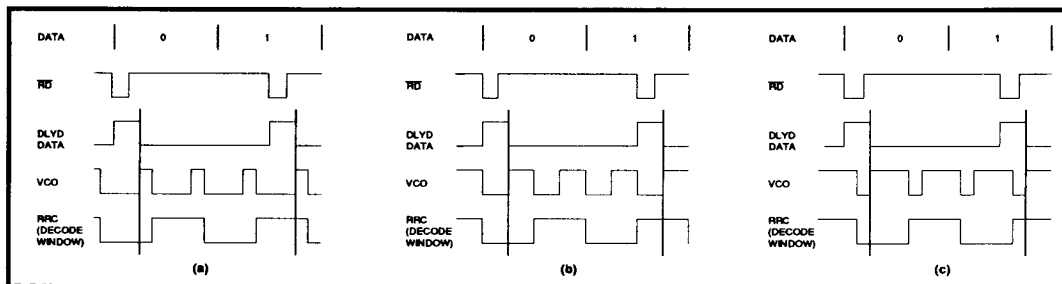 DATA 0 1
RD
DLYD
DATA
VCO
RRC
(DECODE
WINDOW)
(a)
DATA 0 1
RD
DLYD
DATA
VCO
RRC
(DECODE
WINDOW)
(b)
DATA 0 1
RD
DLYD
DATA
VCO
RRC
(DECODE
WINDOW)
(c)